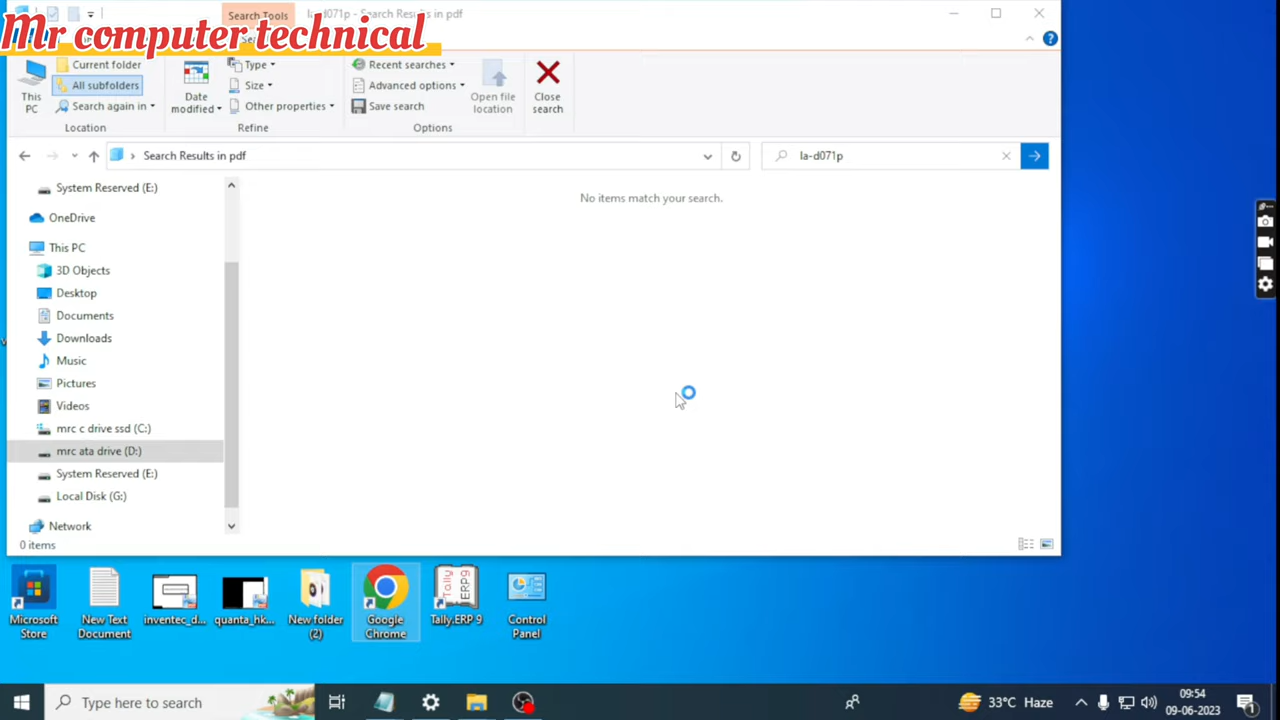 Mr computer technical
Search Tools
la-d071p - Search Results in pdf
This PC
Current folder
All subfolders
Search again in
Location
Date modified
Type
Size
Other properties
Refine
Recent searches
Advanced options
Save search
Options
Open file location
Close search
Search Results in pdf
la-d071p
System Reserved (E:)
OneDrive
This PC
3D Objects
Desktop
Documents
Downloads
Music
Pictures
Videos
mrc c drive ssd (C:)
mrc ata drive (D:)
System Reserved (E:)
Local Disk (G:)
Network
No items match your search.
0 items
Microsoft Store
New Text Document
inventec_d...
quanta_hk...
New folder (2)
Google Chrome
Tally.ERP 9
Control Panel
Type here to search
33°C Haze
09:54
09-06-2023
1